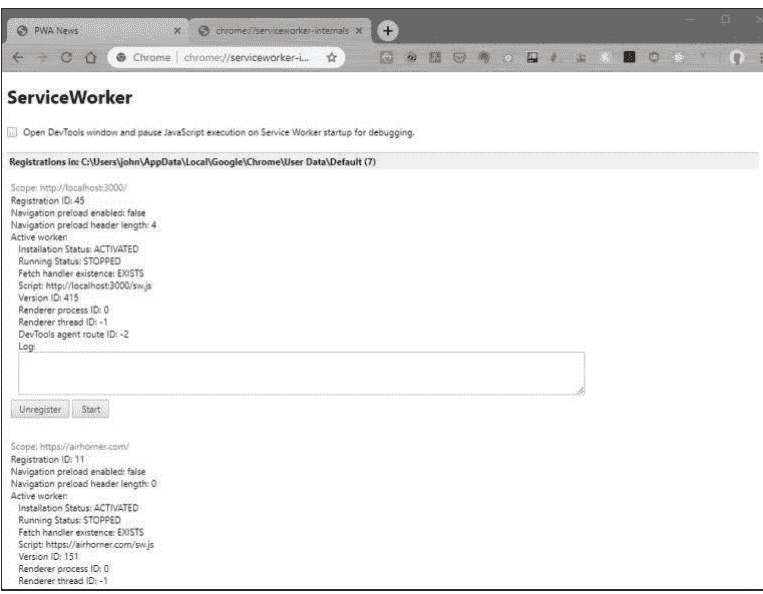 PWA News
chrome://serviceworker-internals
Chrome | chrome://serviceworker-i...
ServiceWorker
Open DevTools window and pause JavaScript execution on Service Worker startup for debugging.
Registrations in: C:\Users\john\AppData\Local\Google\Chrome\User Data\Default (7)
Scope: http://localhost:3000/
Registration ID: 45
Navigation preload enabled: false
Navigation preload header length: 4
Active worker:
Installation Status: ACTIVATED
Running Status: STOPPED
Fetch handler existence: EXISTS
Script: http://localhost:3000/sw.js
Version ID: 415
Renderer process ID: 0
Renderer thread ID: -1
DevTools agent route ID: -2
Log:
Unregister Start
Scope: https://airhorner.com/
Registration ID: 11
Navigation preload enabled: false
Navigation preload header length: 0
Active worker:
Installation Status: ACTIVATED
Running Status: STOPPED
Fetch handler existence: EXISTS
Script: https://airhorner.com/sw.js
Version ID: 151
Renderer process ID: 0
Renderer thread ID: -1